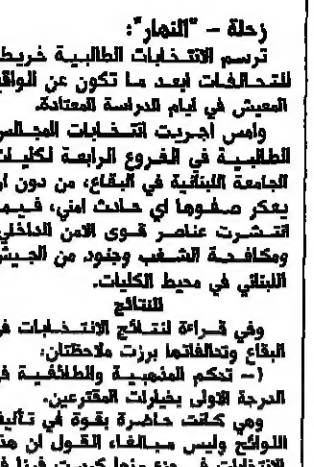 زحلة – "النهار":
ترسم الانتخابات الطالبية خريطة
للتحالفات ابعد ما تكون عن الواقع
المعيش في ايام الدراسة المعتادة.
وامس اجريت انتخابات المجالس
الطالبية في الفروع الرابعة لكليات
الجامعة اللبنانية في البقاع، من دون ان
يعكر صفوها اي حادث امني، فيما
انتشرت عناصر قوى الامن الداخلي
ومكافحة الشغب وجنود من الجيش
اللبناني في محيط الكليات.
النتائج
وفي قراءة لنتائج الانتخابات في
البقاع وتحالفاتها برزت ملاحظتان:
1- تحكم المذهبية والطائفية في
الدرجة الاولى بخيارات المقترعين.
وهي كانت حاضرة بقوة في تأليف
اللوائح وليس مبالغا القول ان هذه